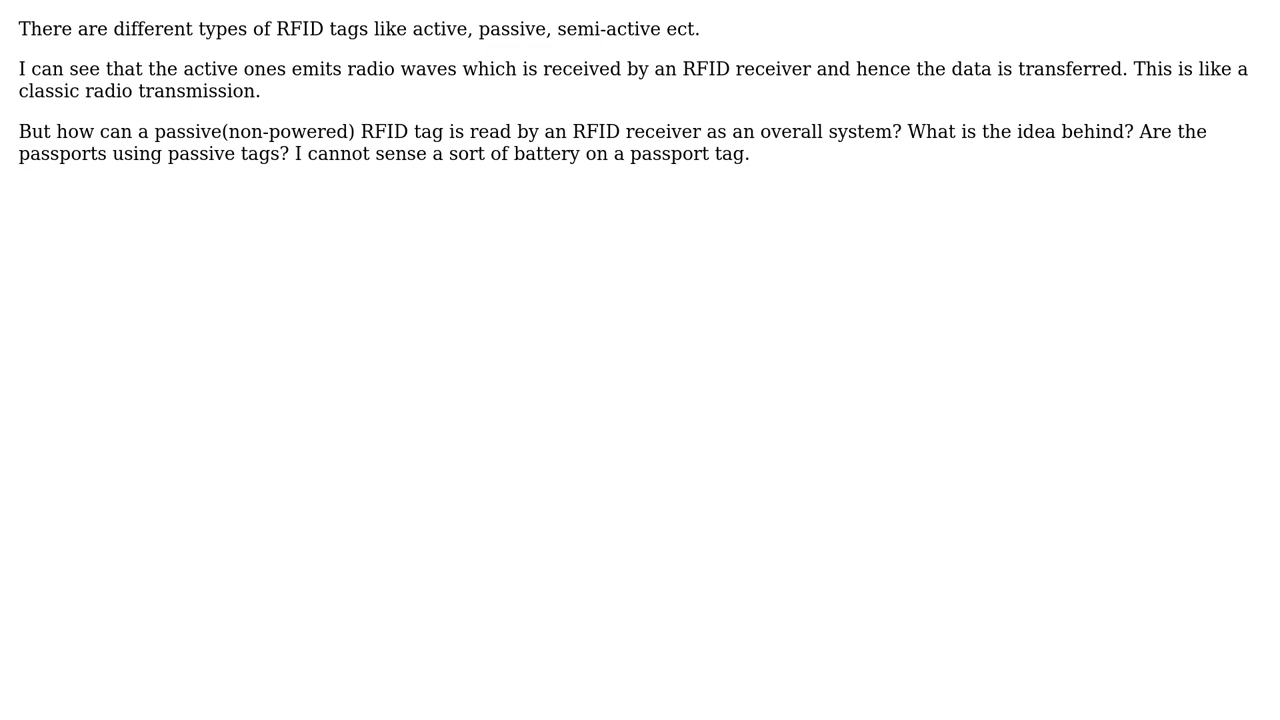 There are different types of RFID tags like active, passive, semi-active ect.
I can see that the active ones emits radio waves which is received by an RFID receiver and hence the data is transferred. This is like a
classic radio transmission.
But how can a passive(non-powered) RFID tag is read by an RFID receiver as an overall system? What is the idea behind? Are the
passports using passive tags? I cannot sense a sort of battery on a passport tag.